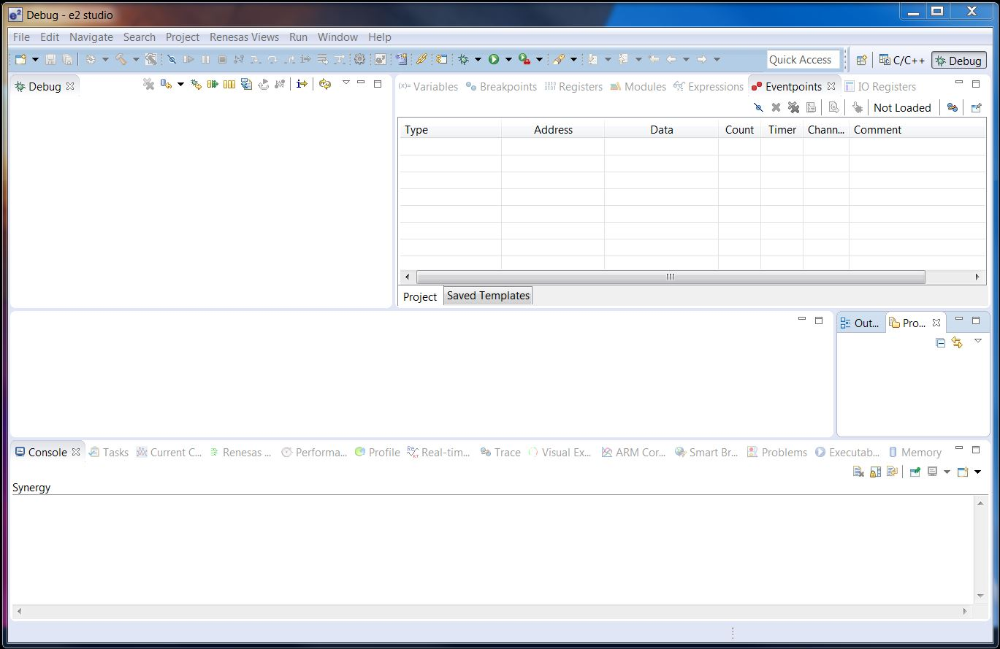 Debug - e2 studio
File Edit Navigate Search Project Renesas Views Run Window Help
Quick Access C/C++ Debug
Debug
(x)= Variables Breakpoints Registers Modules Expressions Eventpoints IO Registers
Not Loaded
Type Address Data Count Timer Chann... Comment
Project Saved Templates
Out... Pro...
Console Tasks Current C... Renesas ... Performa... Profile Real-tim... Trace Visual Ex... ARM Cor... Smart Br... Problems Executab... Memory
Synergy